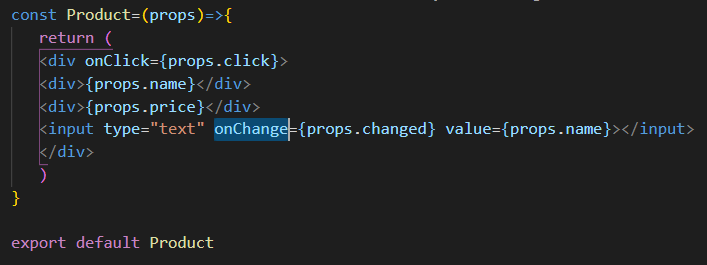 const Product=(props)=>{
return (
<div onClick={props.click}>
<div>{props.name}</div>
<div>{props.price}</div>
<input type="text" onChange={props.changed} value={props.name}></input>
</div>
)
}
export default Product